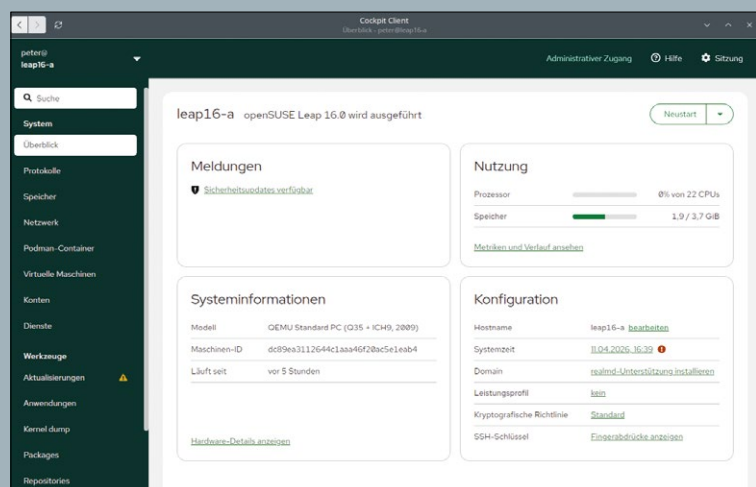 Cockpit Client
Überblick - peter@leap16-a
peter@
leap16-a
Administrativer Zugang
Hilfe
Sitzung
Suche
System
Überblick
Protokolle
Speicher
Netzwerk
Podman-Container
Virtuelle Maschinen
Konten
Dienste
Werkzeuge
Aktualisierungen
Anwendungen
Kernel dump
Packages
Repositories
leap16-a openSUSE Leap 16.0 wird ausgeführt
Neustart
Meldungen
Sicherheitsupdates verfügbar
Nutzung
Prozessor 0% von 22 CPUs
Speicher 1,9 / 3,7 GiB
Metriken und Verlauf ansehen
Systeminformationen
Modell QEMU Standard PC (Q35 + ICH9, 2009)
Maschinen-ID dc89ea3112644c1aaa46f20ac5e1eab4
Läuft seit vor 5 Stunden
Hardware-Details anzeigen
Konfiguration
Hostname leap16-a bearbeiten
Systemzeit 11.04.2026, 16:39
Domain realmd-Unterstützung installieren
Leistungsprofil kein
Kryptografische Richtlinie Standard
SSH-Schlüssel Fingerabdrücke anzeigen